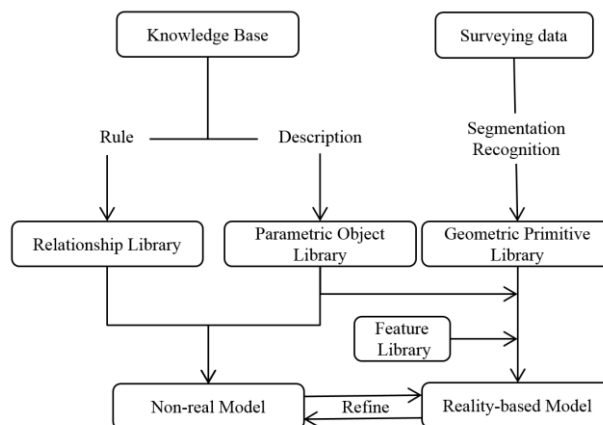 Knowledge Base
Surveying data
Rule
Description
Segmentation
Recognition
Relationship Library
Parametric Object
Library
Geometric Primitive
Library
Feature
Library
Non-real Model
Refine
Reality-based Model